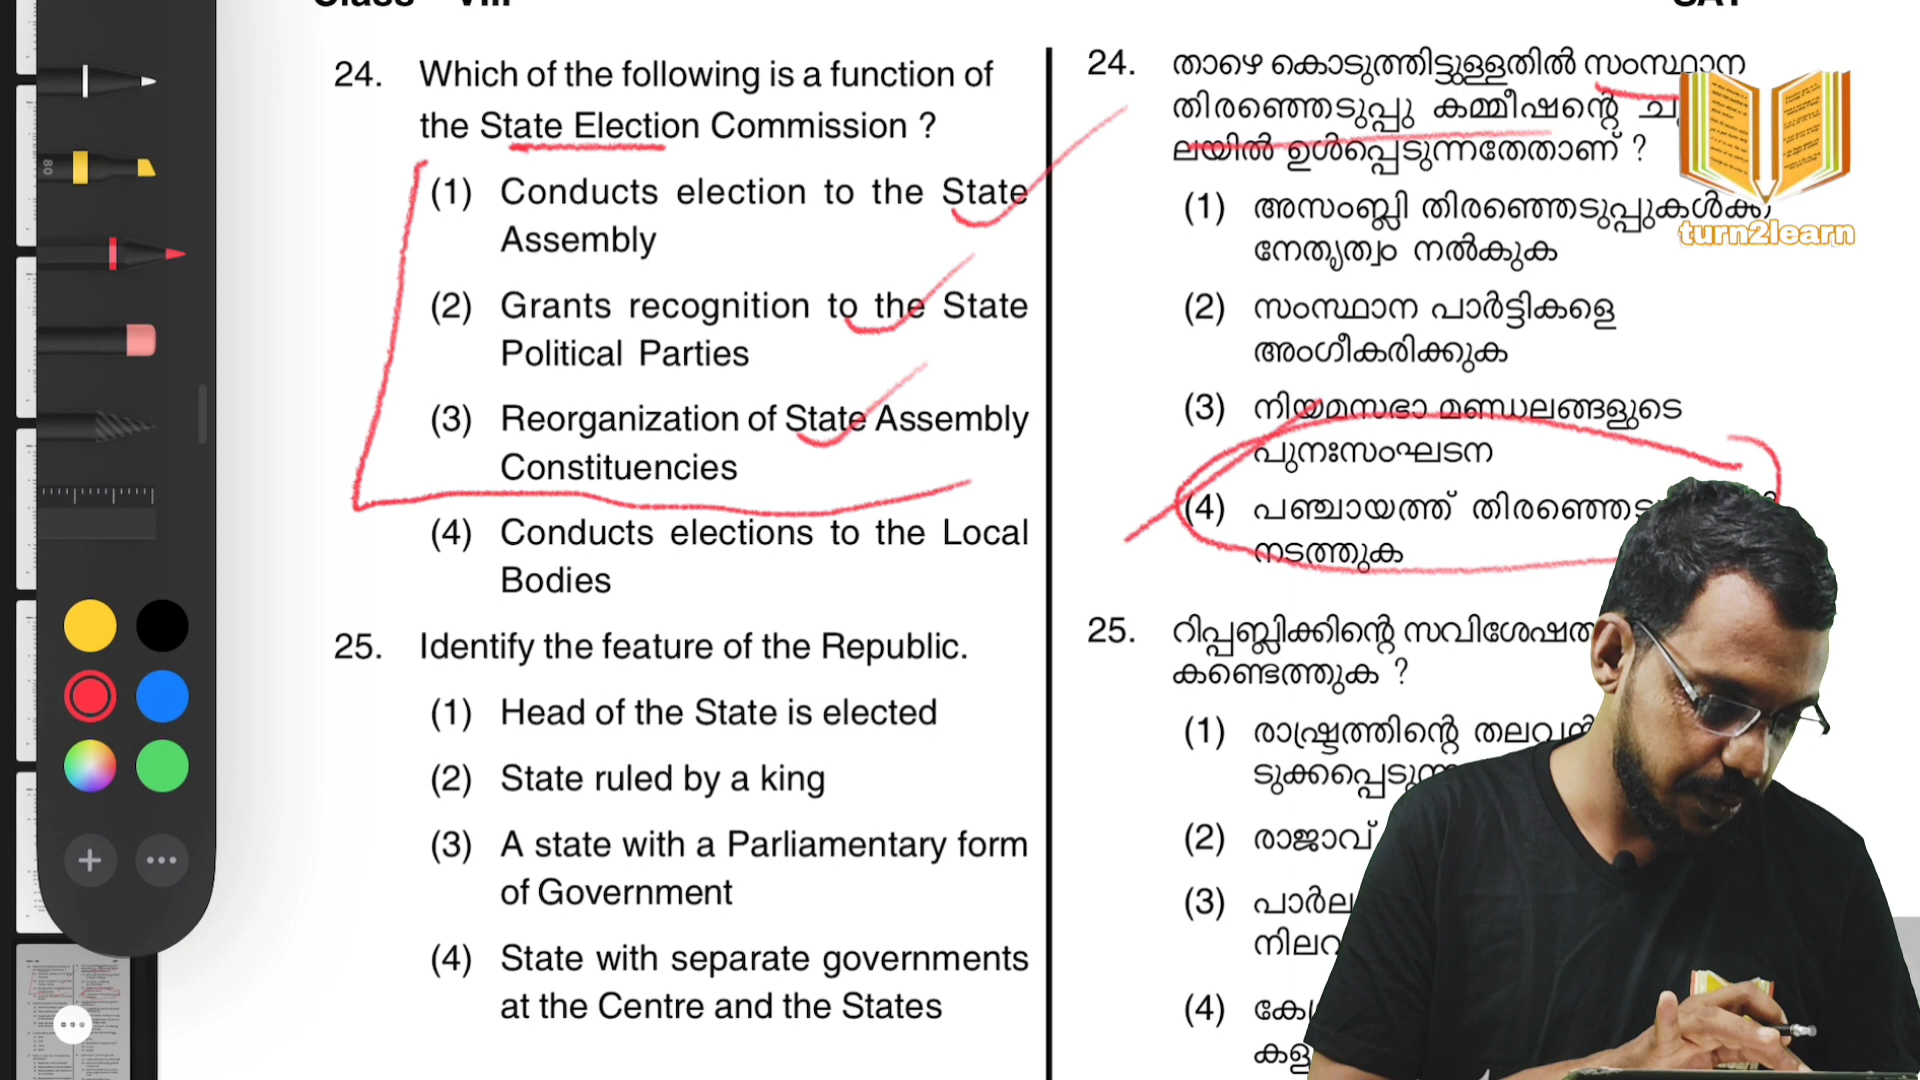 Class VIII
SAT
24. Which of the following is a function of
the State Election Commission ?
(1) Conducts election to the State
Assembly
(2) Grants recognition to the State
Political Parties
(3) Reorganization of State Assembly
Constituencies
(4) Conducts elections to the Local
Bodies
25. Identify the feature of the Republic.
(1) Head of the State is elected
(2) State ruled by a king
(3) A state with a Parliamentary form
of Government
(4) State with separate governments
at the Centre and the States
24. താഴെ കൊടുത്തിട്ടുള്ളതിൽ സംസ്ഥാന
തിരഞ്ഞെടുപ്പു കമ്മീഷന്റെ
ലയിൽ ഉൾപ്പെടുന്നതേതാണ് ?
(1) അസംബ്ലി തിരഞ്ഞെടുപ്പുകൾക്കു
നേതൃത്വം നൽകുക
(2) സംസ്ഥാന പാർട്ടികളെ
അംഗീകരിക്കുക
(3) നിയമസഭാ മണ്ഡലങ്ങളുടെ
പുനഃസംഘടന
(4) പഞ്ചായത്ത്
നടത്തുക
25. റിപ്പബ്ലിക്കിന്റെ
കണ്ടെത്തുക ?
(1) രാഷ്ട്രത്തിന്റെ തലവൻ
(2) രാജാവ്
(3)
(4)
turn2learn
80